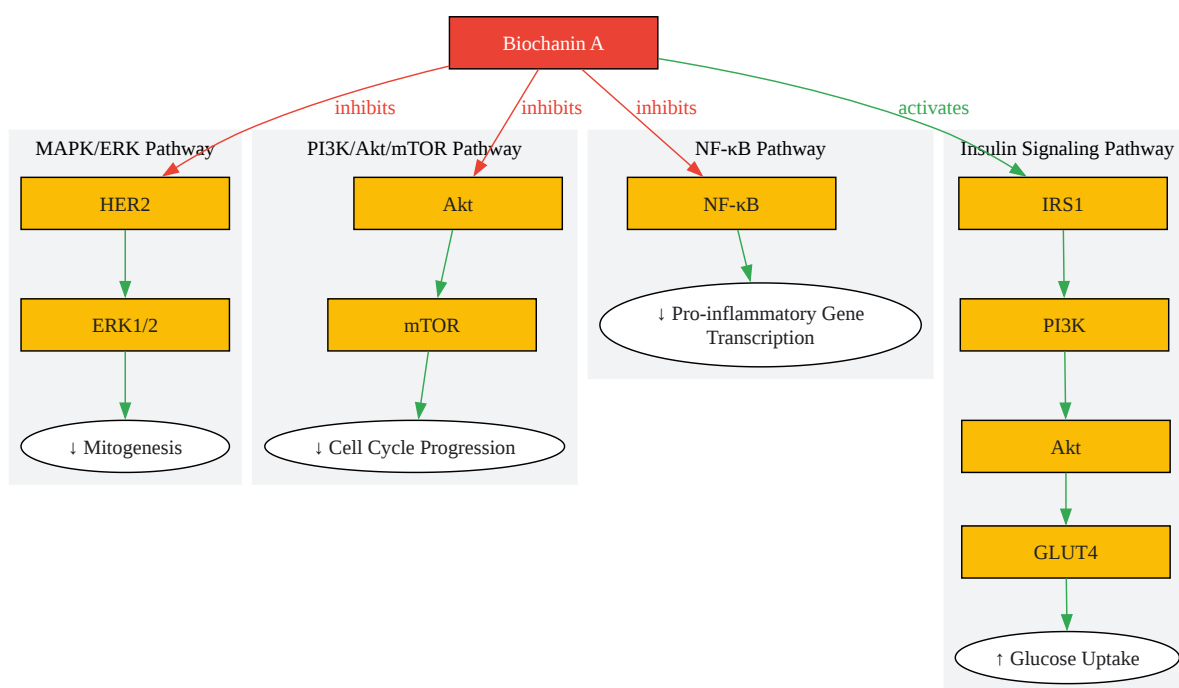 Biochanin A
inhibits
inhibits
inhibits
activates
MAPK/ERK Pathway
PI3K/Akt/mTOR Pathway
NF-κB Pathway
Insulin Signaling Pathway
HER2
Akt
NF-κB
IRS1
ERK1/2
mTOR
↓ Pro-inflammatory Gene
Transcription
PI3K
↓ Mitogenesis
↓ Cell Cycle Progression
Akt
GLUT4
↑ Glucose Uptake